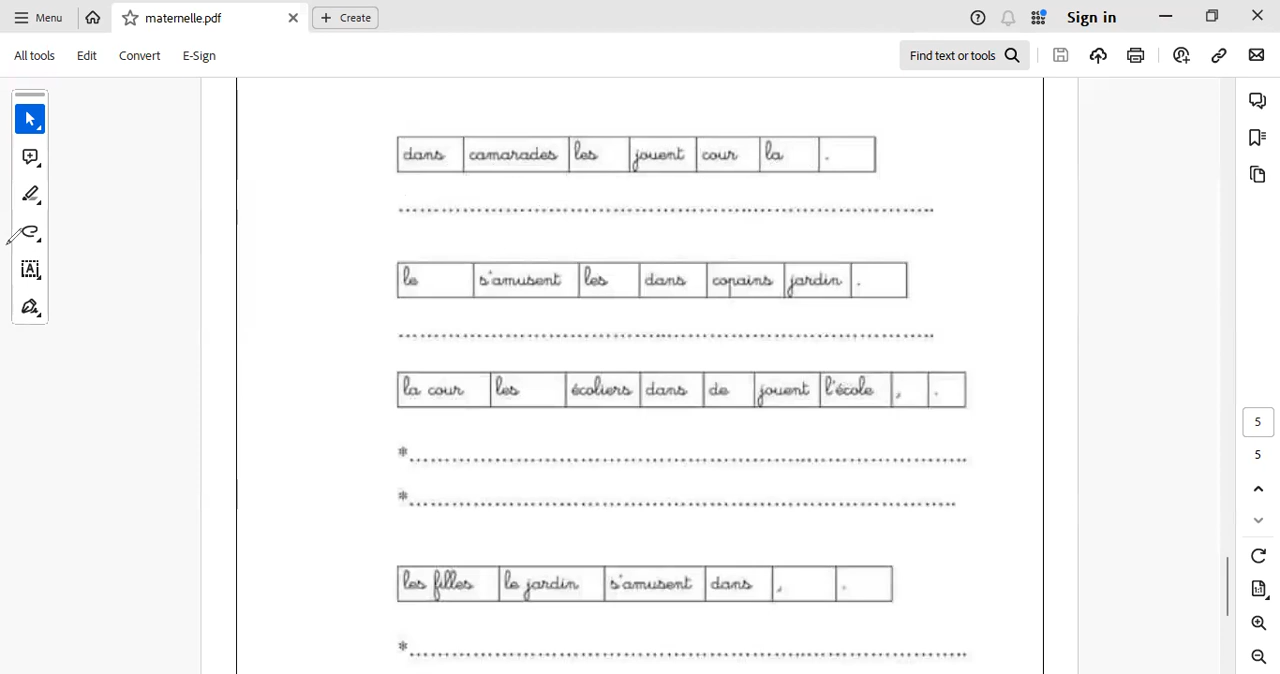 Menu maternelle.pdf Create Sign in
All tools Edit Convert E-Sign Find text or tools
dans camarades les jouent cour la .
le s'amusent les dans copains jardin .
la cour les écoliers dans de jouent l'école , .
*
*
les filles le jardin s'amusent dans , .
*
5
5